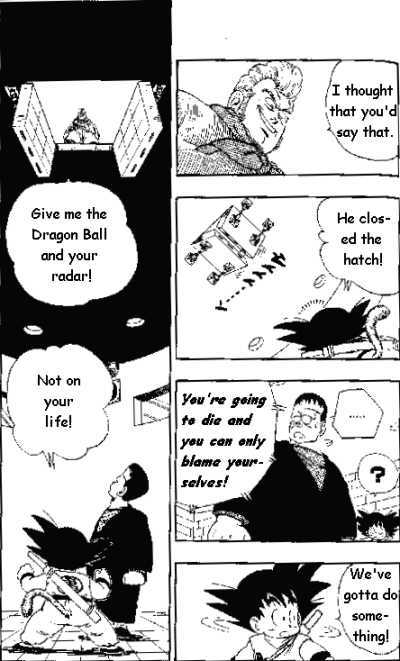 Give me the
Dragon Ball
and your
radar!
Not on
your
life!
I thought
that you'd
say that.
He clos-
ed the
hatch!
You're going
to die and
you can only
blame your-
selves!
.....
?
We've
gotta do
some-
thing!